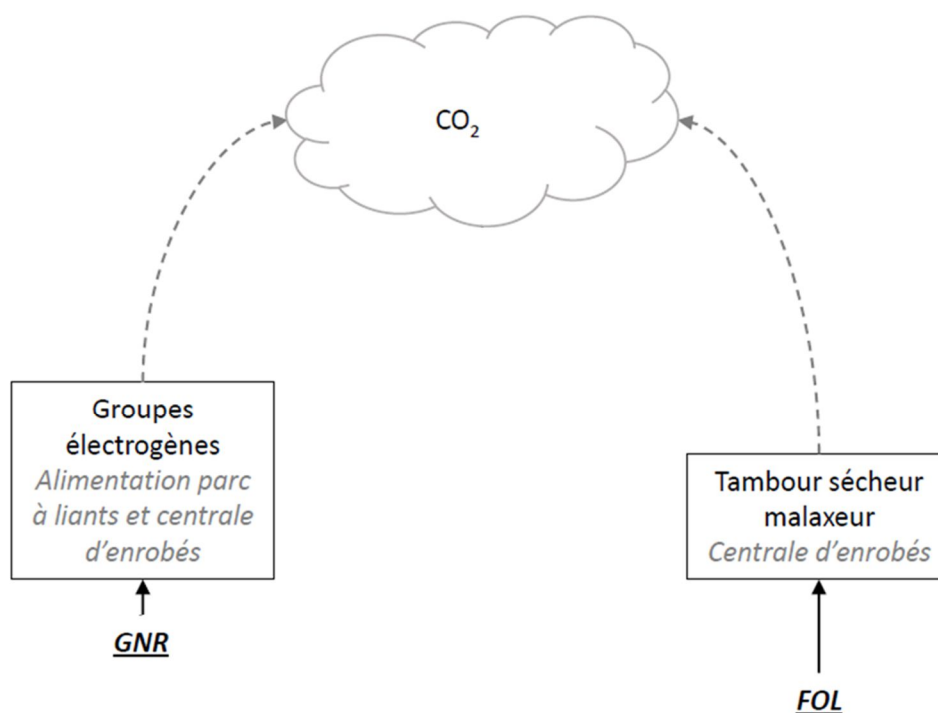 CO₂
Groupes
électrogènes
Alimentation parc
à liants et centrale
d'enrobés
GNR
Tambour sécheur
malaxeur
Centrale d'enrobés
FOL